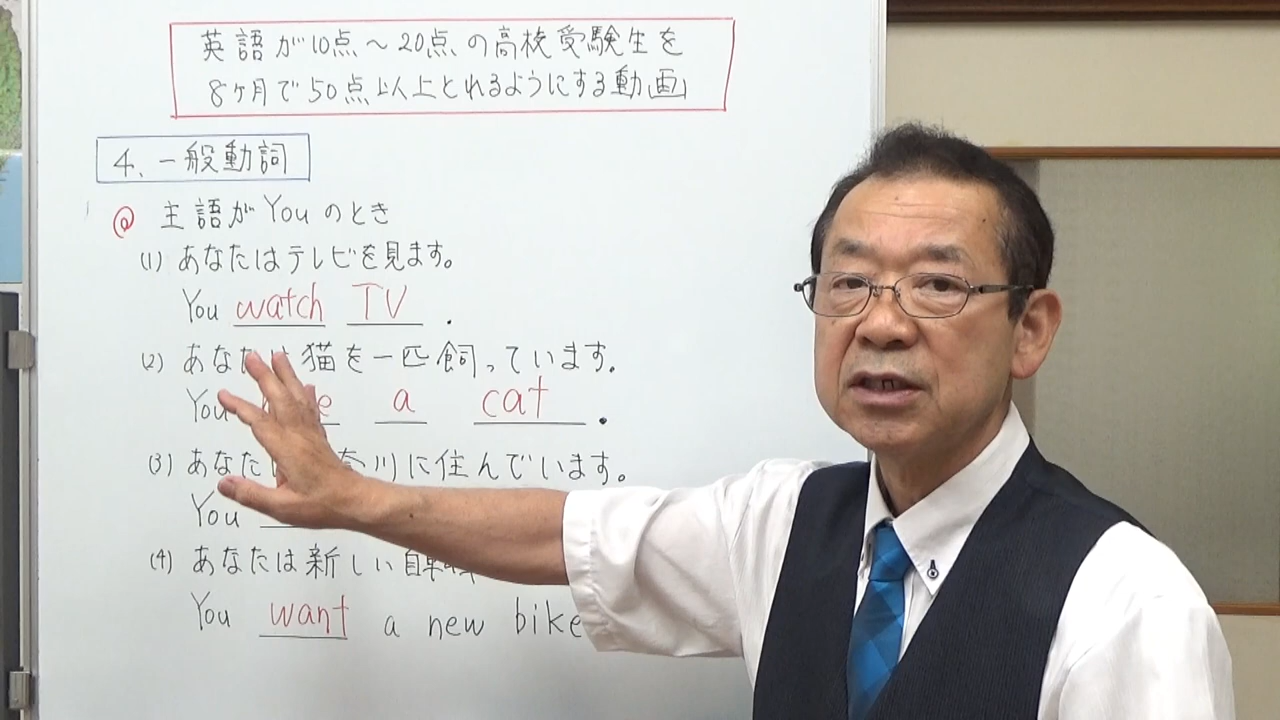 英語が10点～20点の高校受験生を
8ヶ月で50点以上とれるようにする動画
4、一般動詞
@ 主語がYouのとき
(1) あなたはテレビを見ます。
You watch TV .
(2) あなたは猫を一匹飼っています。
You a cat .
(3) あなた 川に住んでいます。
You
(4) あなたは新しい自
You want a new bike